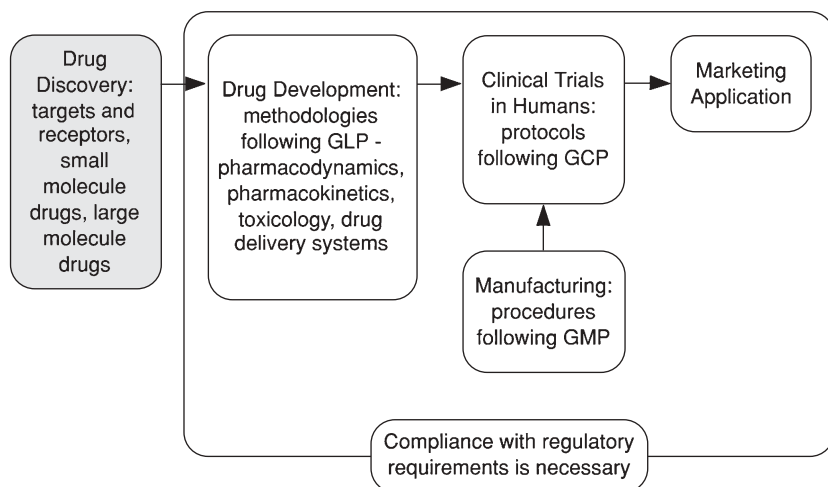 Drug
Discovery:
targets and
receptors,
small
molecule
drugs, large
molecule
drugs
Drug Development:
methodologies
following GLP -
pharmacodynamics,
pharmacokinetics,
toxicology, drug
delivery systems
Clinical Trials
in Humans:
protocols
following GCP
Marketing
Application
Manufacturing:
procedures
following GMP
Compliance with regulatory
requirements is necessary